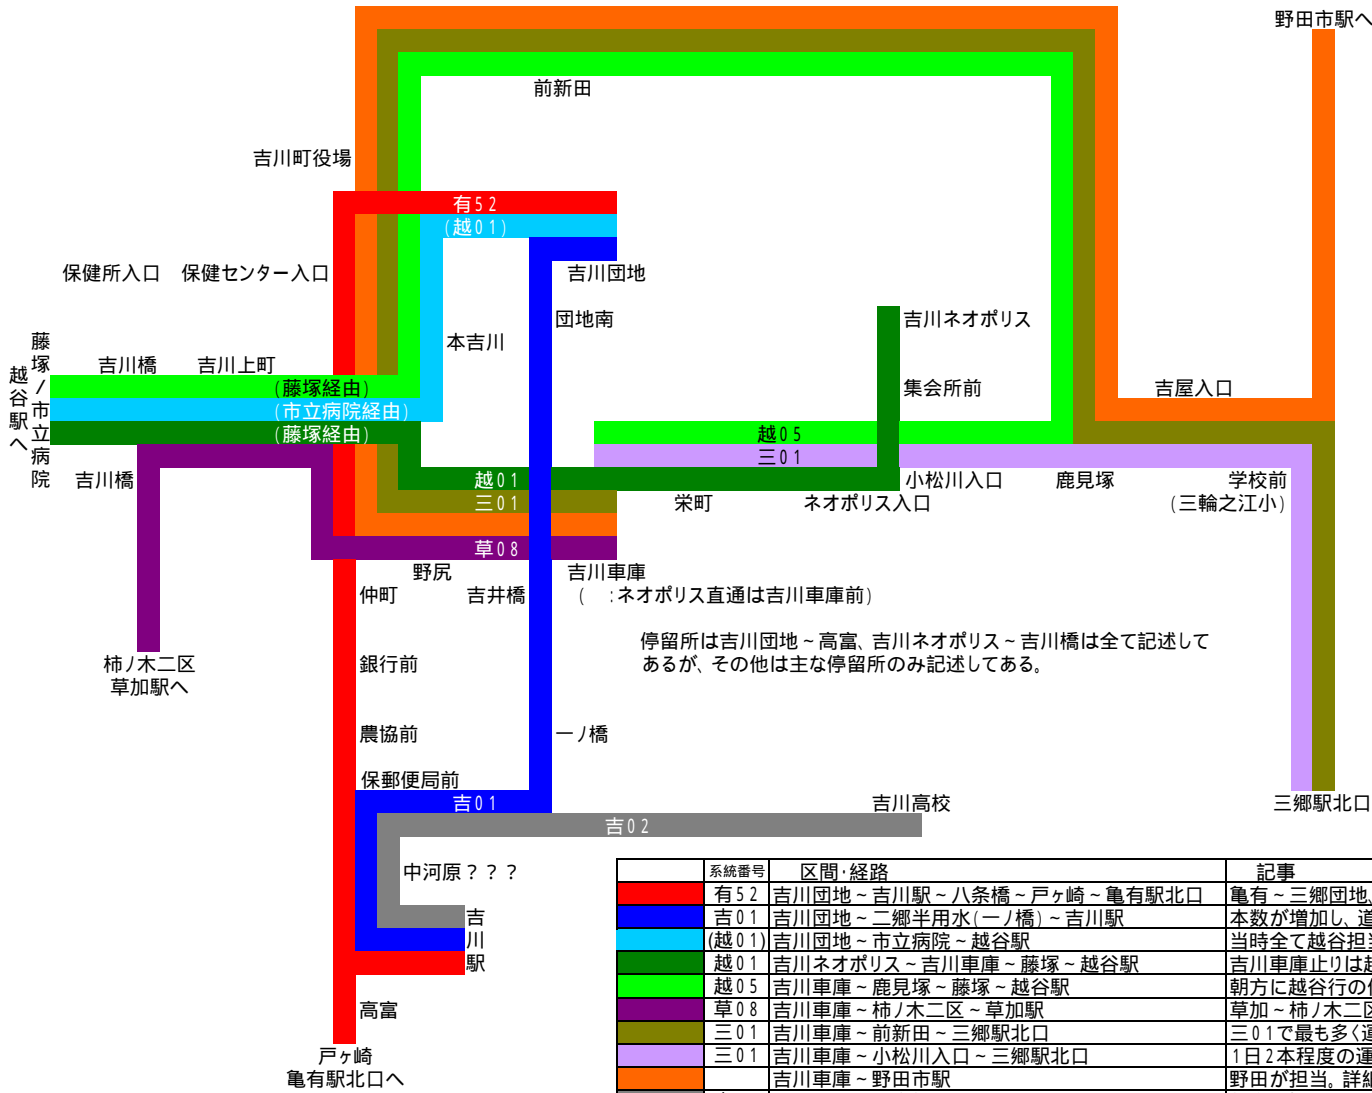 野田市駅へ
前新田
吉川町役場
有52
(越01)
保健所入口 保健センター入口
吉川団地
団地南
吉川ネオポリス
本吉川
藤塚/市立病院
越谷駅へ
吉川橋 吉川上町
(藤塚経由)
集会所前
吉屋入口
(市立病院経由)
(藤塚経由)
越05
三01
吉川橋
越01
小松川入口 鹿見塚 学校前
三01
栄町 ネオポリス入口 (三輪之江小)
草08
野尻 吉川車庫
仲町 吉井橋 ( :ネオポリス直通は吉川車庫前)
停留所は吉川団地~高富、吉川ネオポリス~吉川橋は全て記述して
あるが、その他は主な停留所のみ記述してある。
柿ノ木二区
草加駅へ
銀行前
農協前 一ノ橋
保郵便局前
吉01 吉川高校 三郷駅北口
吉02
中河原???
吉川駅
高富
戸ヶ崎
亀有駅北口へ
系統番号 区間・経路 記事
有52 吉川団地~吉川駅~八条橋~戸ヶ崎~亀有駅北口 亀有~三郷団地、
吉01 吉川団地~二郷半用水(一ノ橋)~吉川駅 本数が増加し、道
(越01) 吉川団地~市立病院~越谷駅 当時全て越谷担当
越01 吉川ネオポリス~吉川車庫~藤塚~越谷駅 吉川車庫止りは越
越05 吉川車庫~鹿見塚~藤塚~越谷駅 朝方に越谷行の
草08 吉川車庫~柿ノ木二区~草加駅 草加~柿ノ木二区
三01 吉川車庫~前新田~三郷駅北口 三01で最も多く運
三01 吉川車庫~小松川入口~三郷駅北口 1日2本程度の運
吉川車庫~野田市駅 野田が担当。詳細